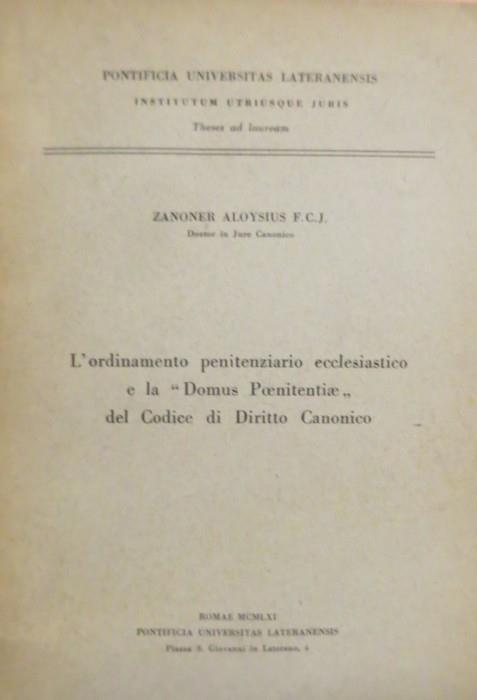 PONTIFICIA UNIVERSITAS LATERANENSIS
INSTITUTUM UTRIUSQUE JURIS
Theses ad lauream
ZANONER ALOYSIUS F.C.J.
Doctor in Jure Canonico
L'ordinamento penitenziario ecclesiastico
e la “Domus Pœnitentiæ„
del Codice di Diritto Canonico
ROMAE MCMLXI
PONTIFICIA UNIVERSITAS LATERANENSIS
Piazza S. Giovanni in Laterano, 4